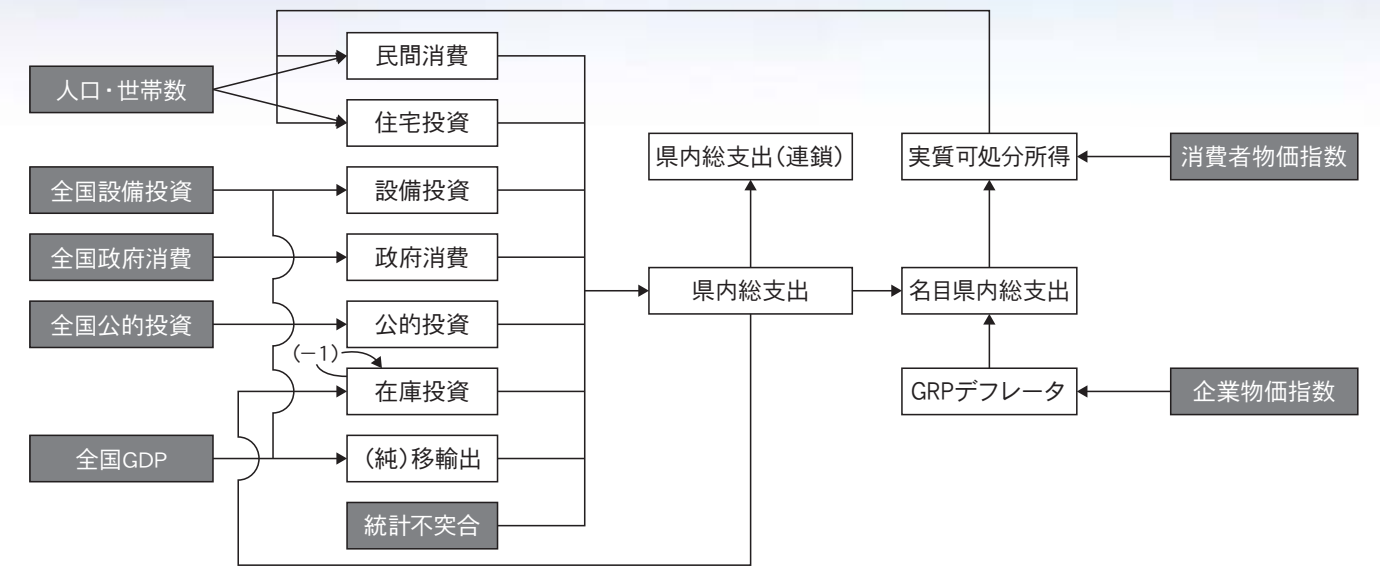 民間消費
人口・世帯数
住宅投資
県内総支出（連鎖）
実質可処分所得
消費者物価指数
全国設備投資
設備投資
全国政府消費
政府消費
県内総支出
名目県内総支出
全国公的投資
公的投資
(－1)
在庫投資
GRPデフレータ
企業物価指数
全国GDP
（純）移輸出
統計不突合